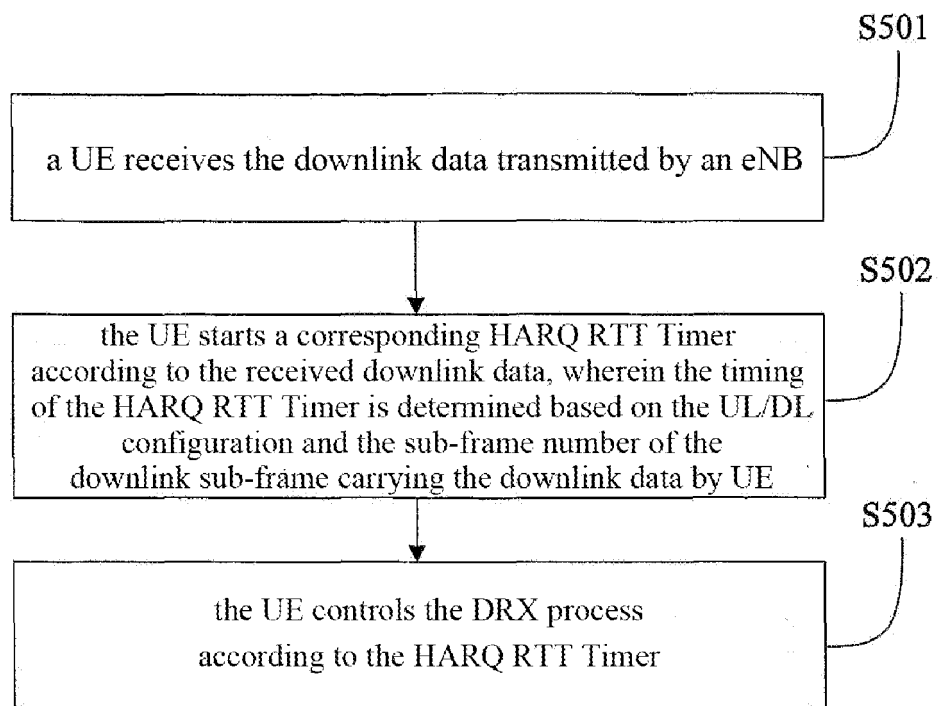 S501
a UE receives the downlink data transmitted by an eNB
S502
the UE starts a corresponding HARQ RTT Timer
according to the received downlink data, wherein the timing
of the HARQ RTT Timer is determined based on the UL/DL
configuration and the sub-frame number of the
downlink sub-frame carrying the downlink data by UE
S503
the UE controls the DRX process
according to the HARQ RTT Timer